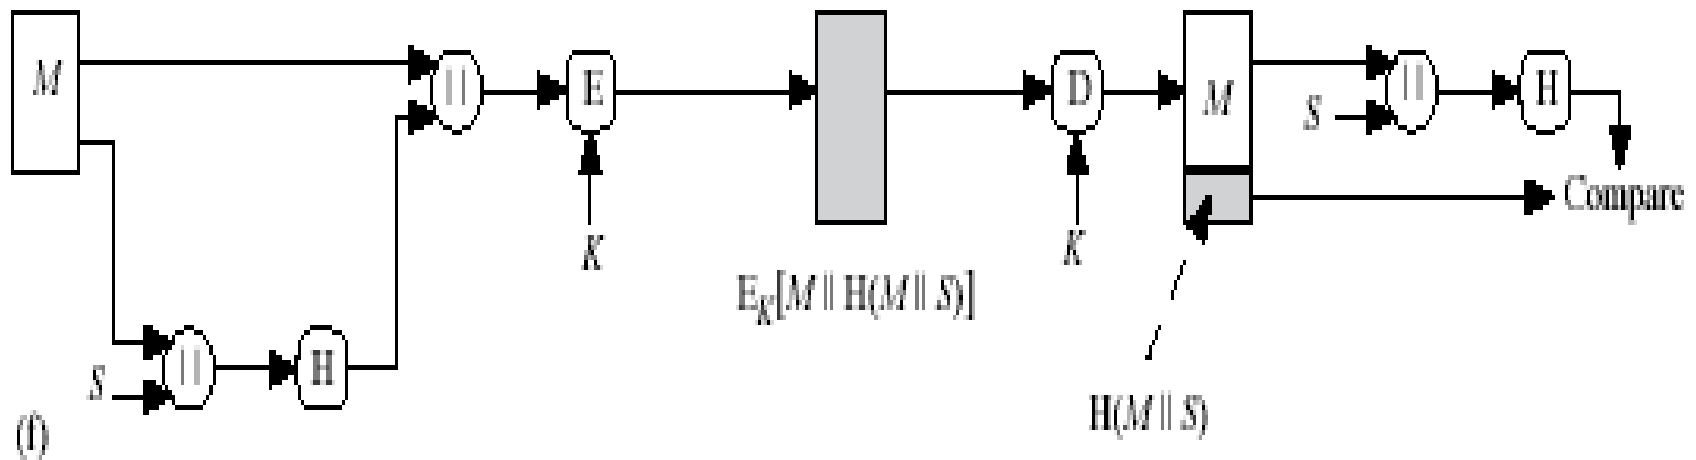 M || E D M || H
S
K K Compare
E_K[M || H(M || S)]
S || H
H(M || S)
(f)